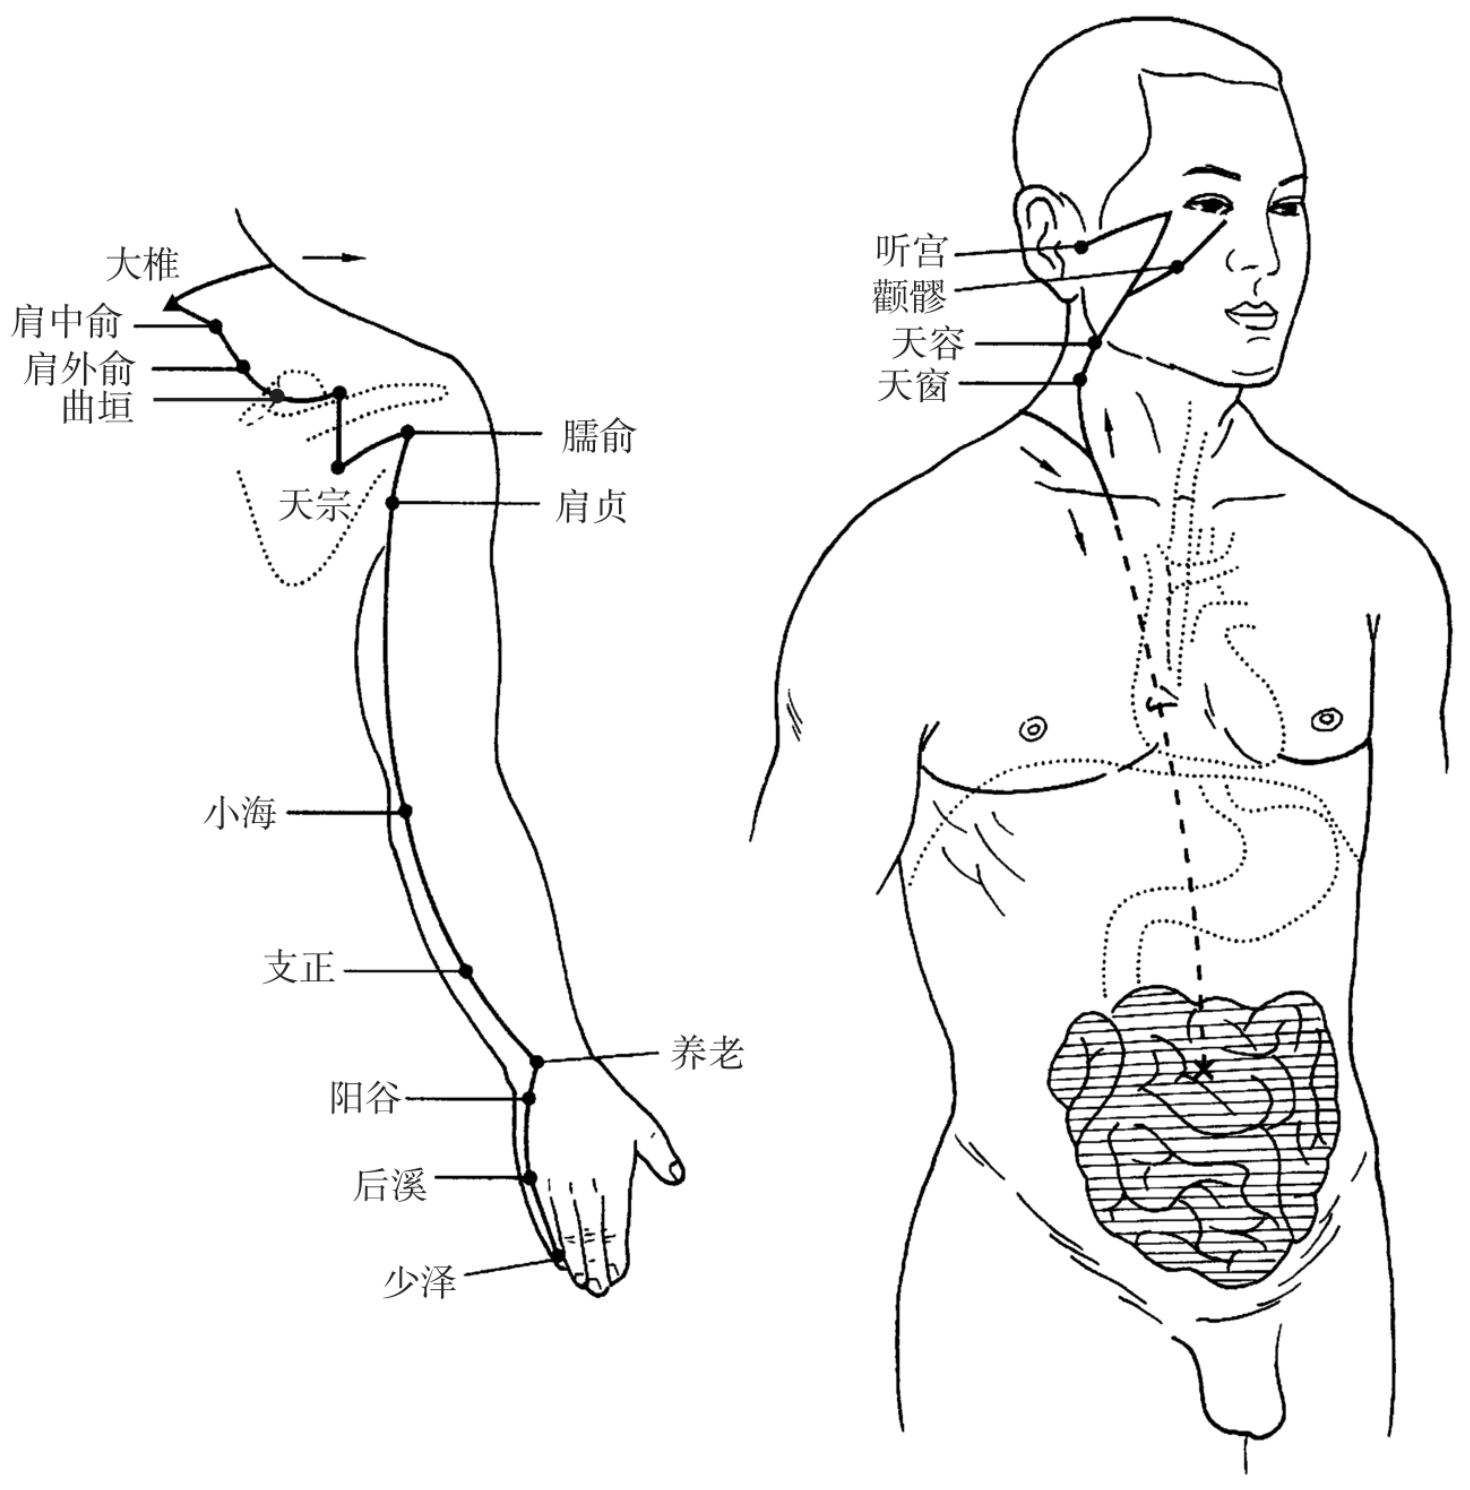 大椎
肩中俞
肩外俞
曲垣
臑俞
天宗
肩贞
小海
支正
养老
阳谷
后溪
少泽
听宫
颧髎
天容
天窗